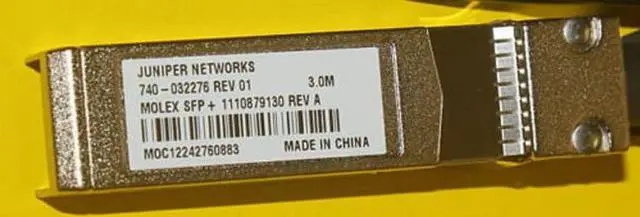 JUNIPER NETWORKS
740-032276 REV 01 3.0M
MOLEX SFP+ 1110879130 REV A
MOC12242760883 MADE IN CHINA